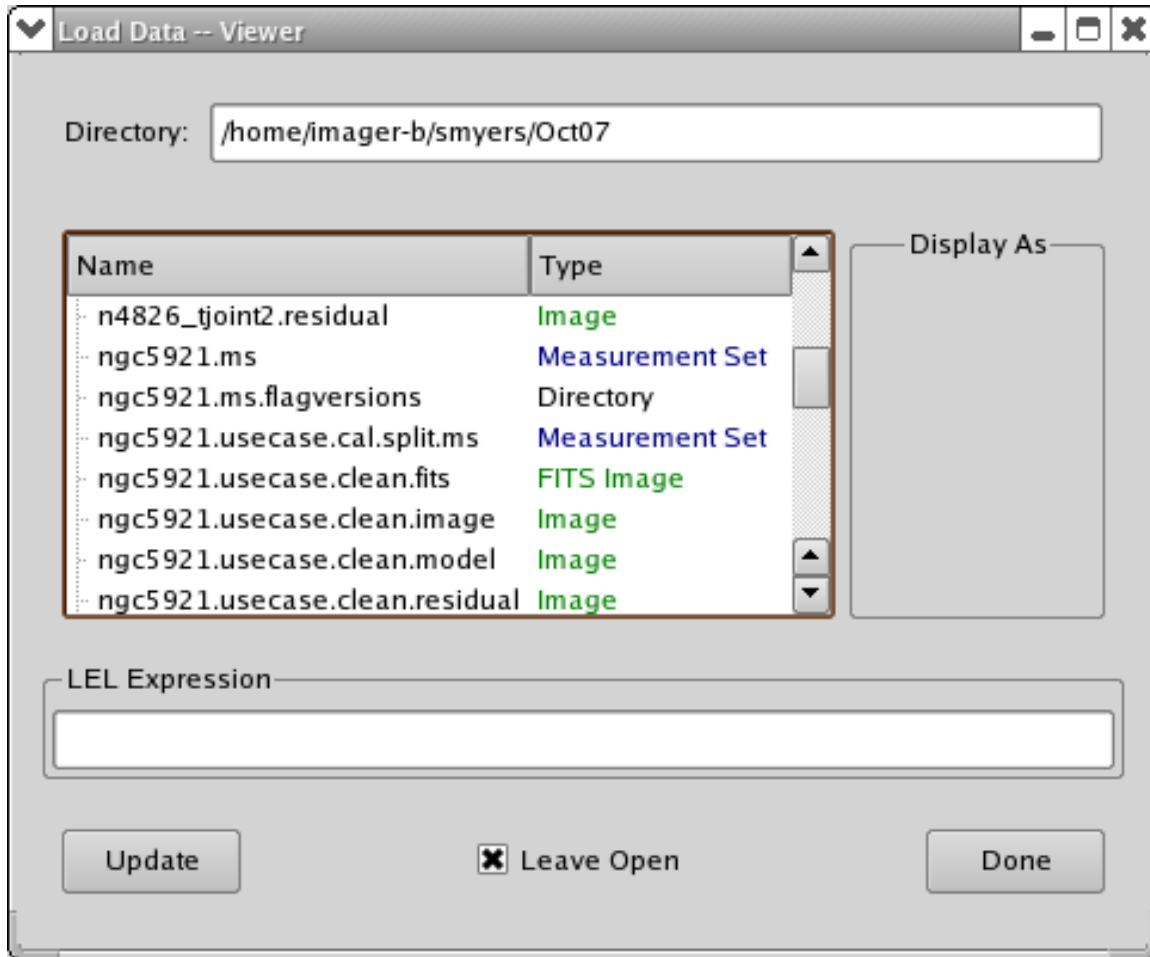 Load Data -- Viewer
Directory: /home/imager-b/smyers/Oct07
Name Type Display As
n4826_tjoint2.residual Image
ngc5921.ms Measurement Set
ngc5921.ms.flagversions Directory
ngc5921.usecase.cal.split.ms Measurement Set
ngc5921.usecase.clean.fits FITS Image
ngc5921.usecase.clean.image Image
ngc5921.usecase.clean.model Image
ngc5921.usecase.clean.residual Image
LEL Expression
Update Leave Open Done